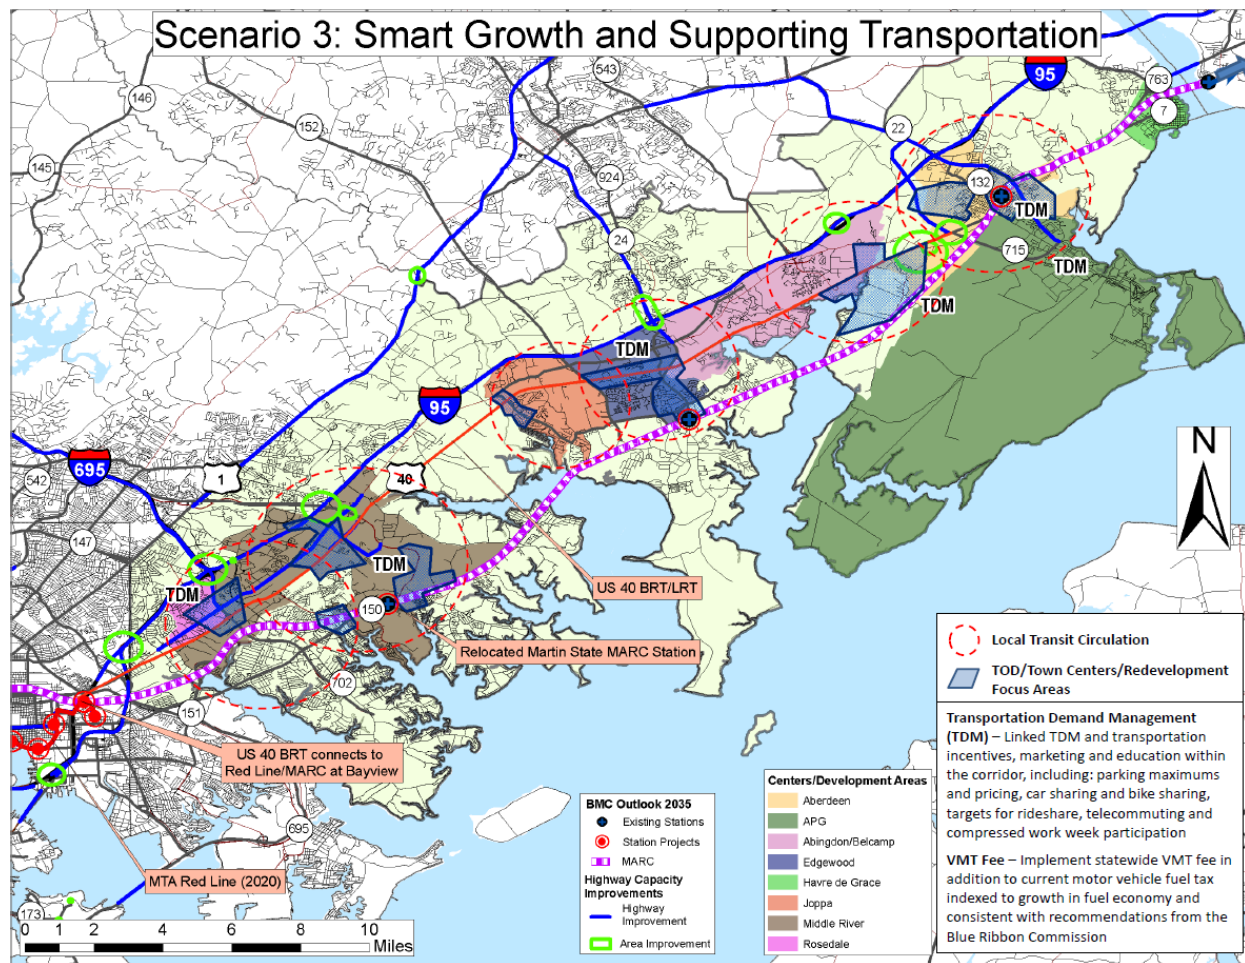 Scenario 3: Smart Growth and Supporting Transportation
543
95
763
7
146
152
22
145
924
132
TDM
24
715
TDM
TDM
TDM
95
N
695
1
40
542
147
TDM
TDM
US 40 BRT/LRT
150
Relocated Martin State MARC Station
702
151
US 40 BRT connects to
Red Line/MARC at Bayview
695
MTA Red Line (2020)
173
0 1 2 4 6 8 10
Miles
BMC Outlook 2035
Existing Stations
Station Projects
MARC
Highway Capacity
Improvements
Highway
Improvement
Area Improvement
Centers/Development Areas
Aberdeen
APG
Abingdon/Belcamp
Edgewood
Havre de Grace
Joppa
Middle River
Rosedale
Local Transit Circulation
TOD/Town Centers/Redevelopment
Focus Areas
Transportation Demand Management
(TDM) – Linked TDM and transportation
incentives, marketing and education within
the corridor, including: parking maximums
and pricing, car sharing and bike sharing,
targets for rideshare, telecommuting and
compressed work week participation
VMT Fee – Implement statewide VMT fee in
addition to current motor vehicle fuel tax
indexed to growth in fuel economy and
consistent with recommendations from the
Blue Ribbon Commission